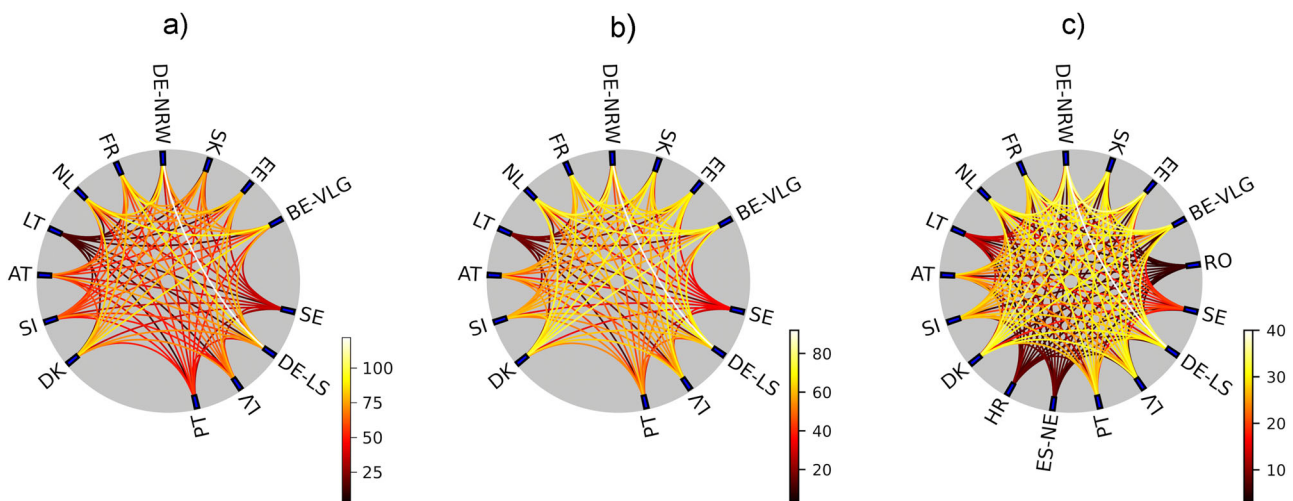 a)
DE-NRW
SK
EE
BE-VLG
SE
DE-LS
LV
PT
DK
SI
AT
LT
NL
FR
100
75
50
25
b)
DE-NRW
SK
EE
BE-VLG
SE
DE-LS
LV
PT
DK
SI
AT
LT
NL
FR
80
60
40
20
c)
DE-NRW
SK
EE
BE-VLG
RO
SE
DE-LS
LV
PT
ES-NE
HR
DK
SI
AT
LT
NL
FR
40
30
20
10